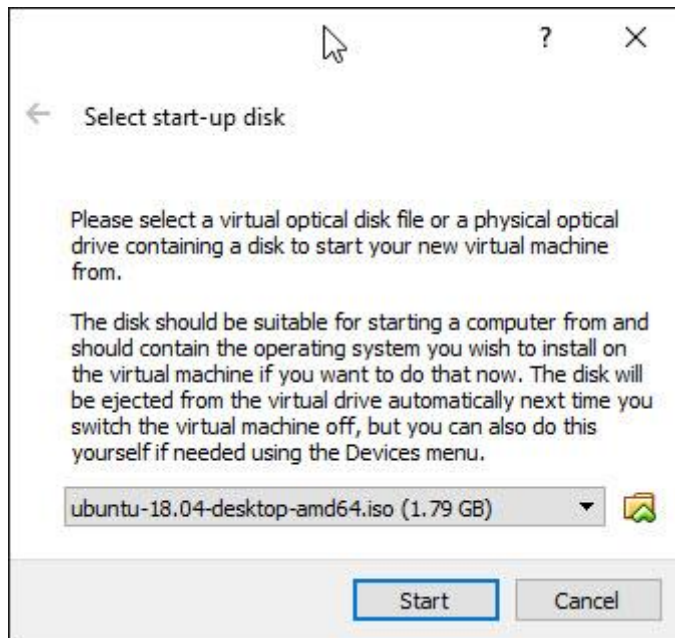 ?
Select start-up disk
Please select a virtual optical disk file or a physical optical
drive containing a disk to start your new virtual machine
from.
The disk should be suitable for starting a computer from and
should contain the operating system you wish to install on
the virtual machine if you want to do that now. The disk will
be ejected from the virtual drive automatically next time you
switch the virtual machine off, but you can also do this
yourself if needed using the Devices menu.
ubuntu-18.04-desktop-amd64.iso (1.79 GB)
Start Cancel